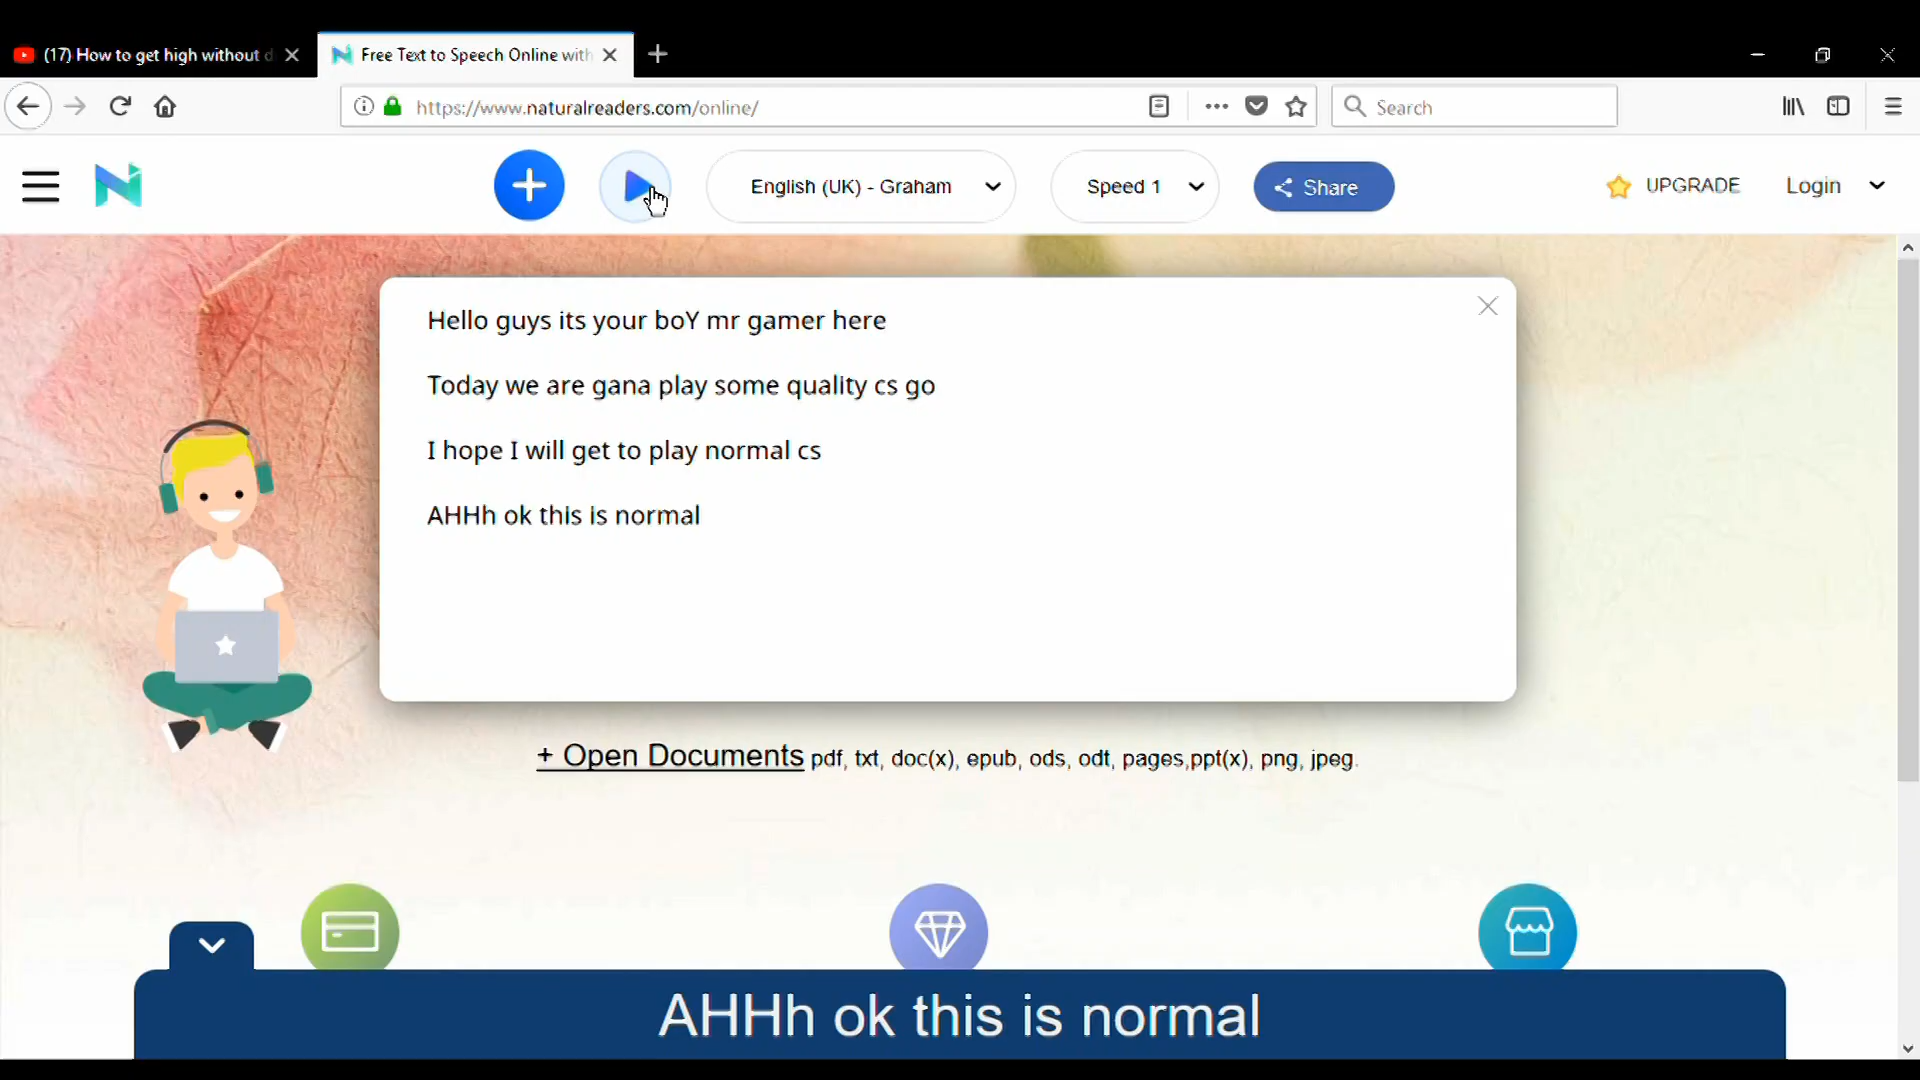 (17) How to get high without d
Free Text to Speech Online with
https://www.naturalreaders.com/online/
Search
English (UK) - Graham
Speed 1
Share
UPGRADE
Login
Hello guys its your boY mr gamer here
Today we are gana play some quality cs go
I hope I will get to play normal cs
AHHh ok this is normal
+ Open Documents pdf, txt, doc(x), epub, ods, odt, pages,ppt(x), png, jpeg.
AHHh ok this is normal